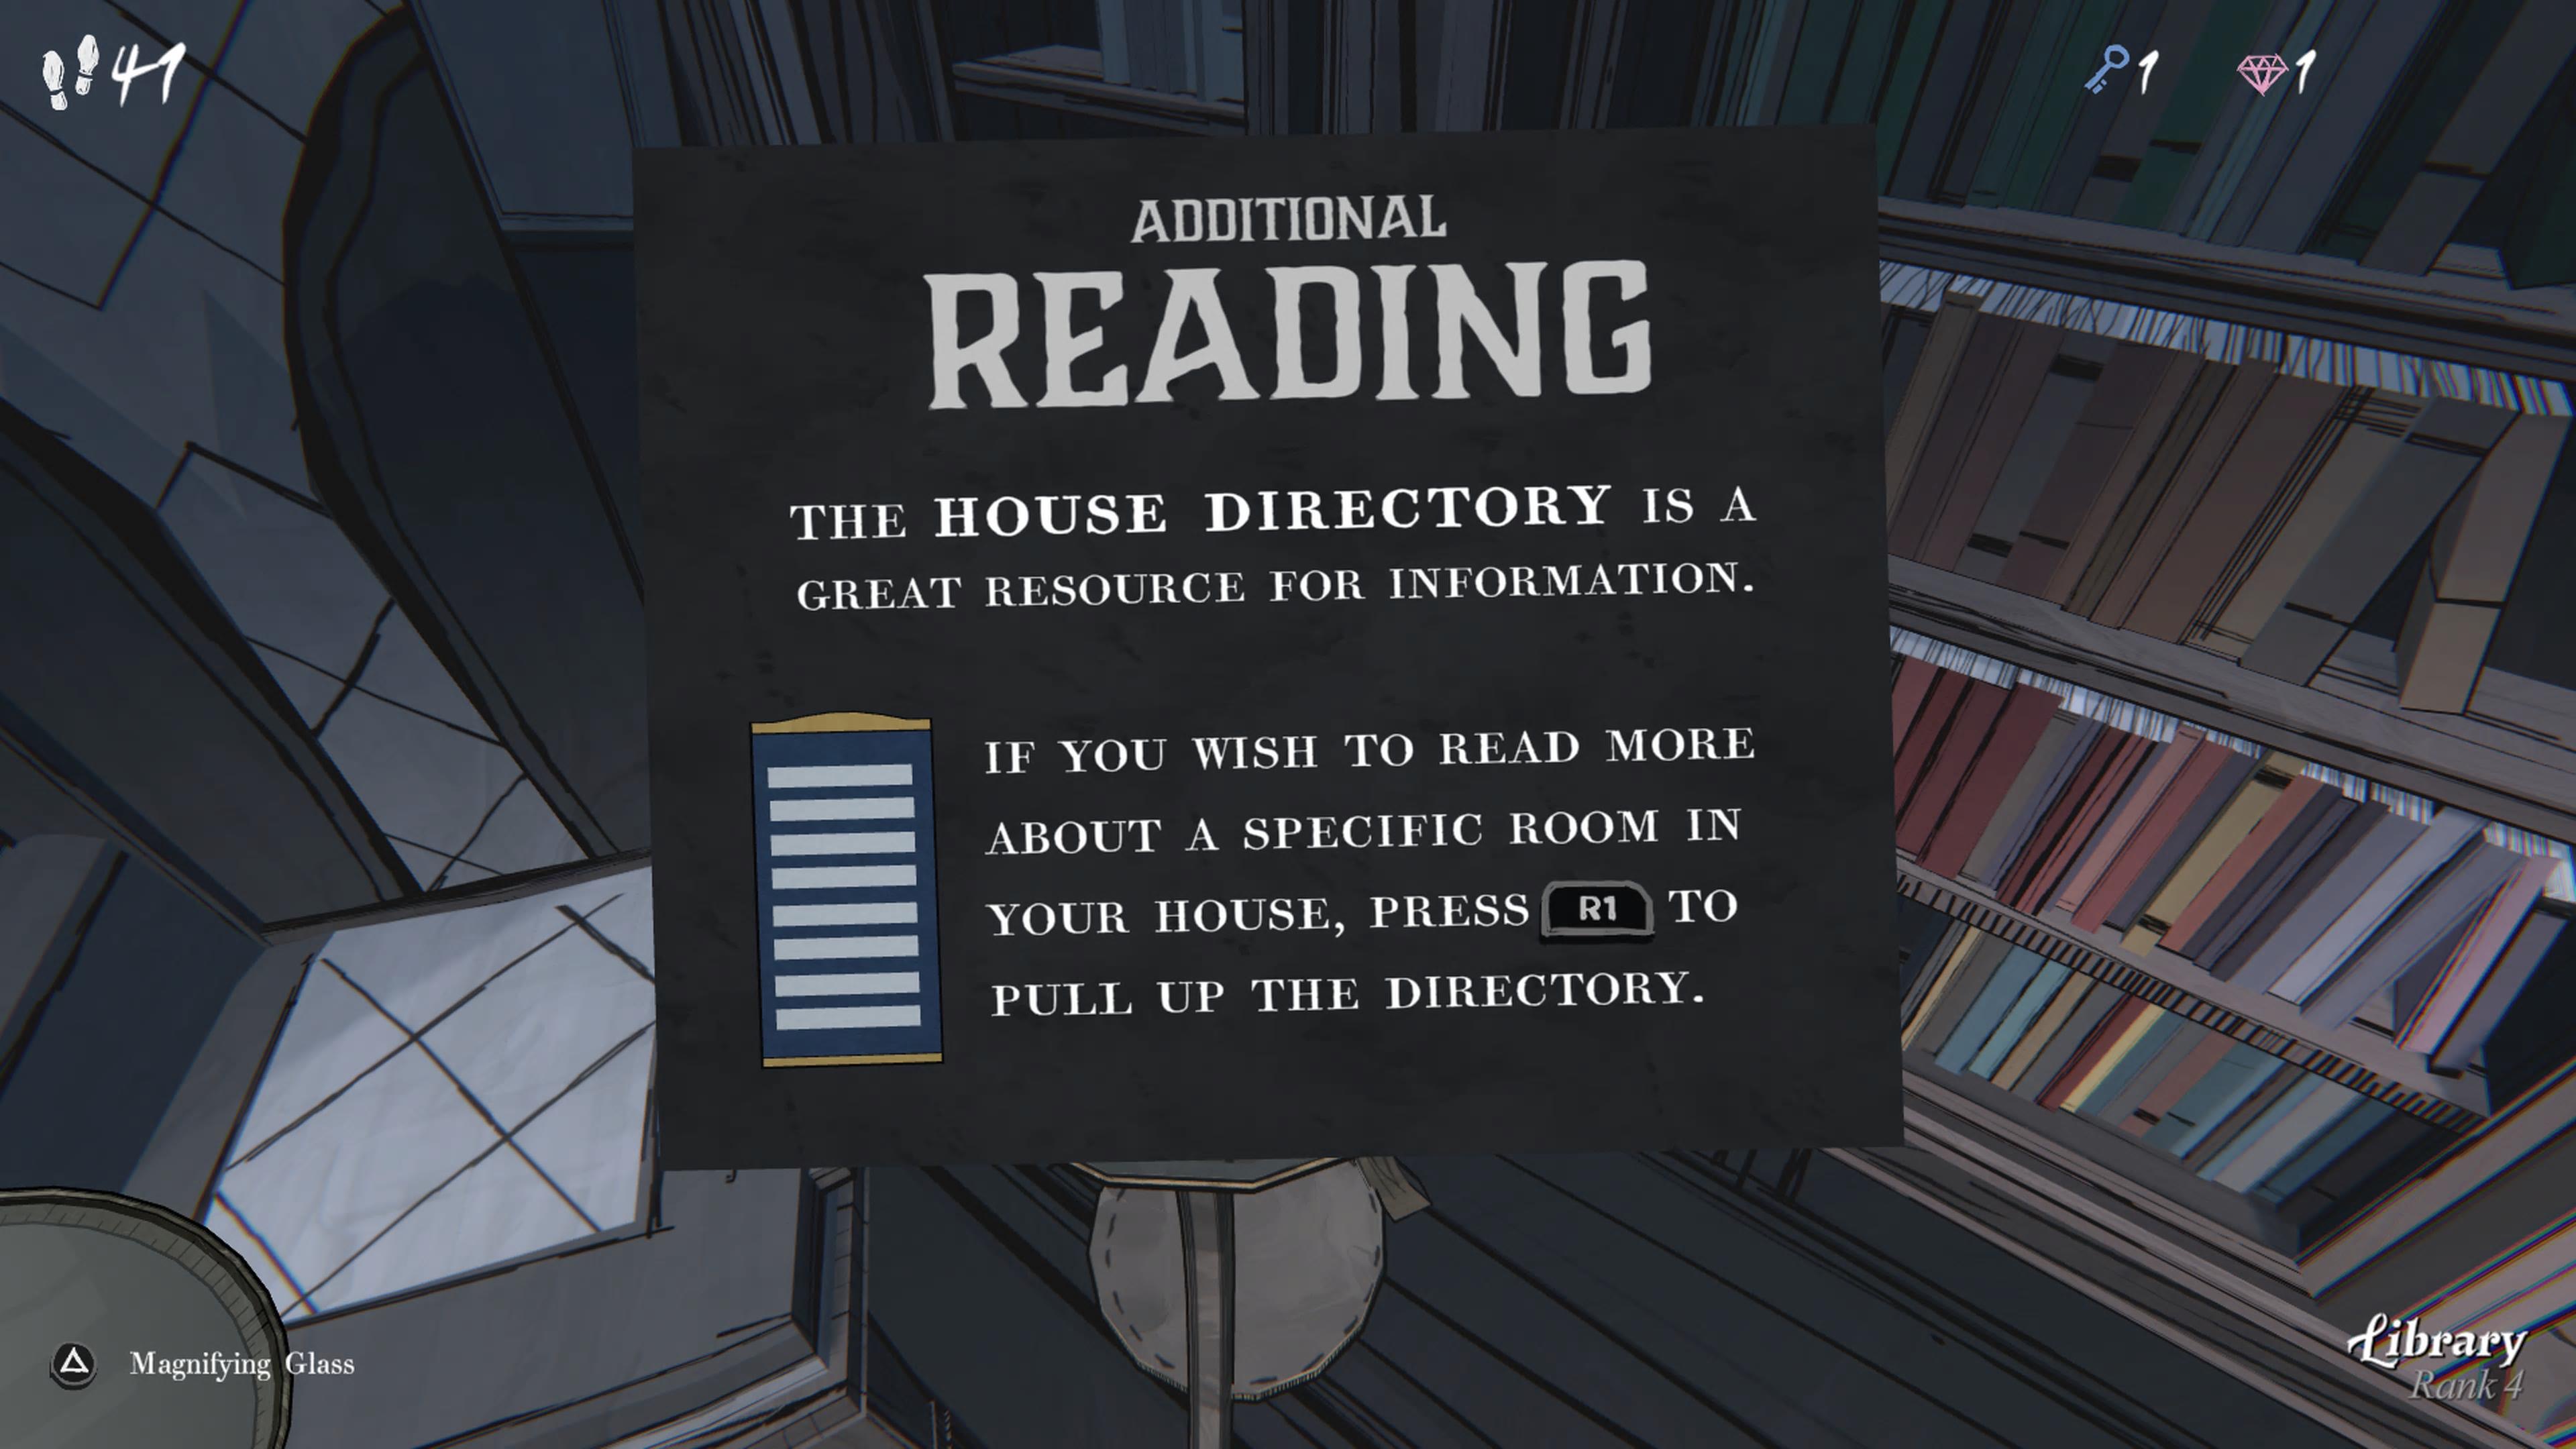 41
1
1
ADDITIONAL
READING
THE HOUSE DIRECTORY IS A
GREAT RESOURCE FOR INFORMATION.
IF YOU WISH TO READ MORE
ABOUT A SPECIFIC ROOM IN
YOUR HOUSE, PRESS R1 TO
PULL UP THE DIRECTORY.
Magnifying Glass
Library
Rank 4